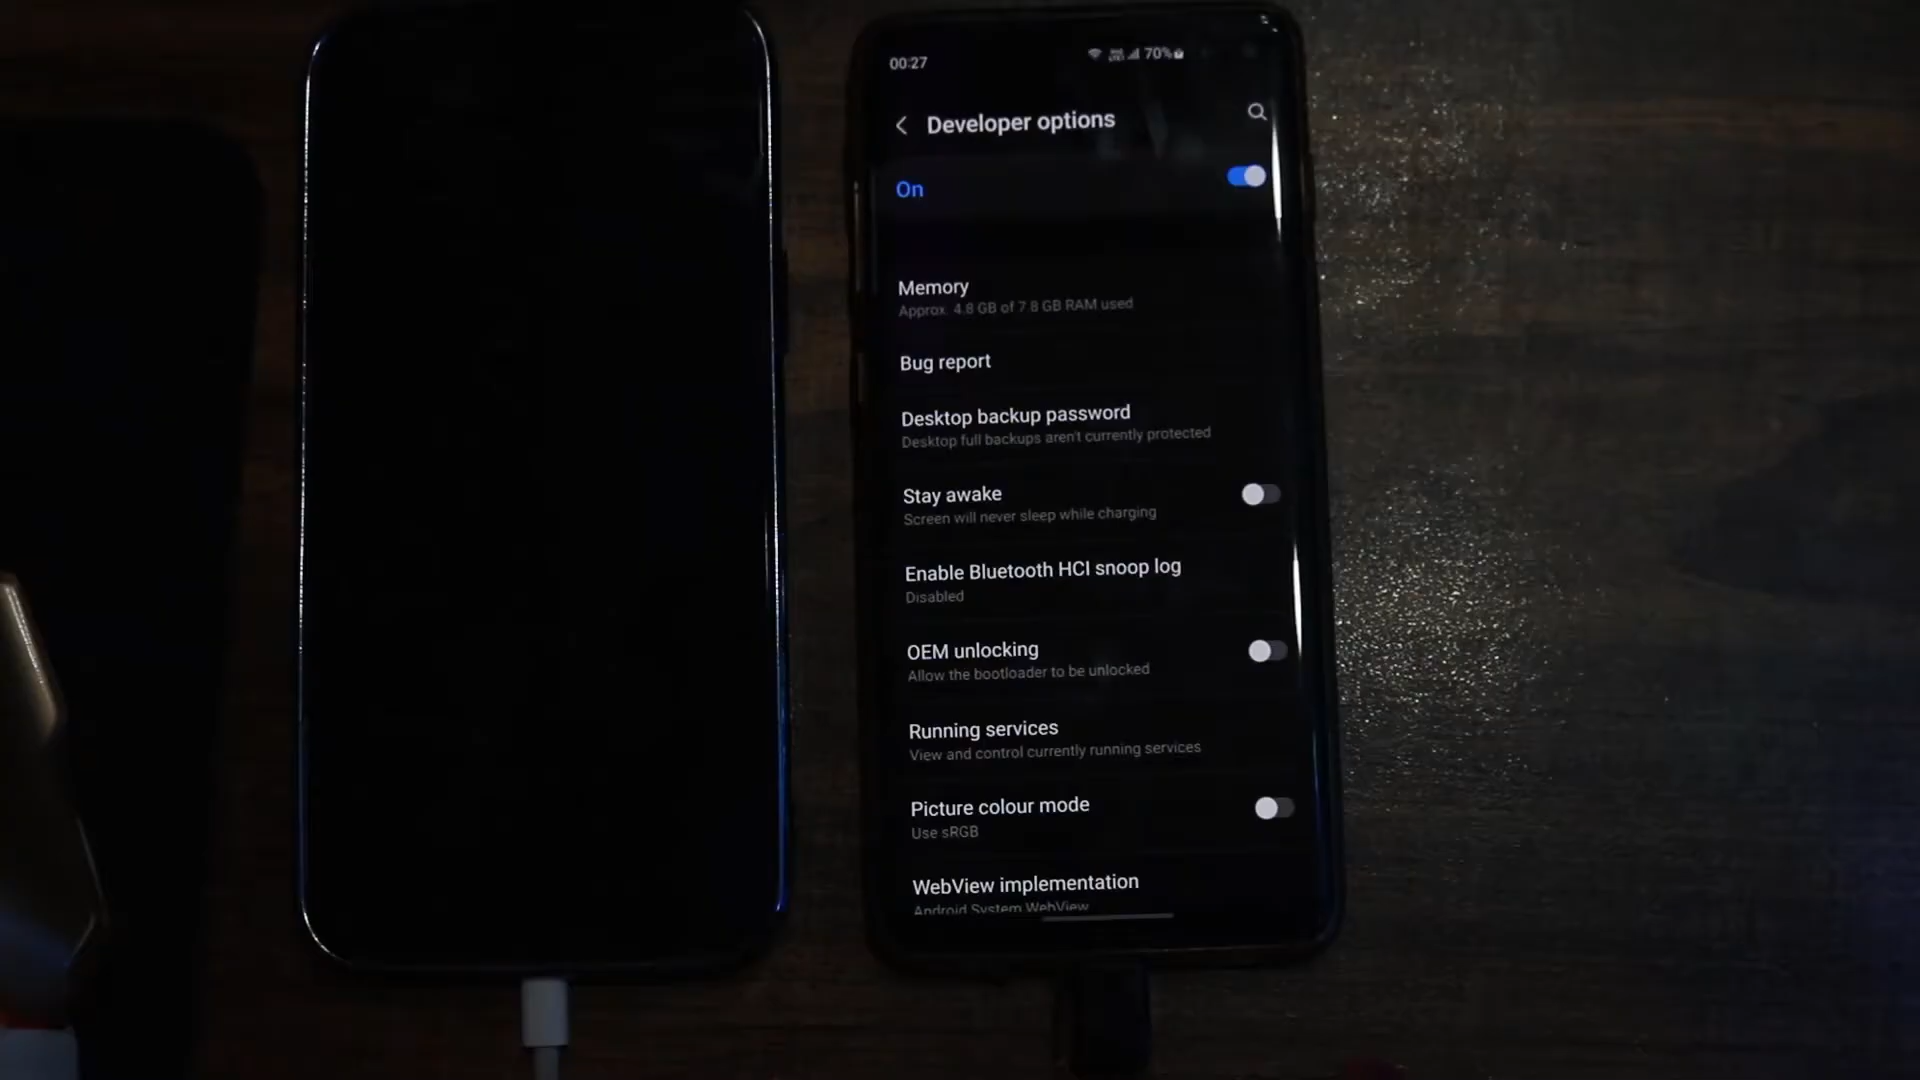 00:27
70%
Developer options
On
Memory
Approx. 4.8 GB of 7.8 GB RAM used
Bug report
Desktop backup password
Desktop full backups aren't currently protected
Stay awake
Screen will never sleep while charging
Enable Bluetooth HCI snoop log
Disabled
OEM unlocking
Allow the bootloader to be unlocked
Running services
View and control currently running services
Picture colour mode
Use sRGB
WebView implementation
Android System WebView